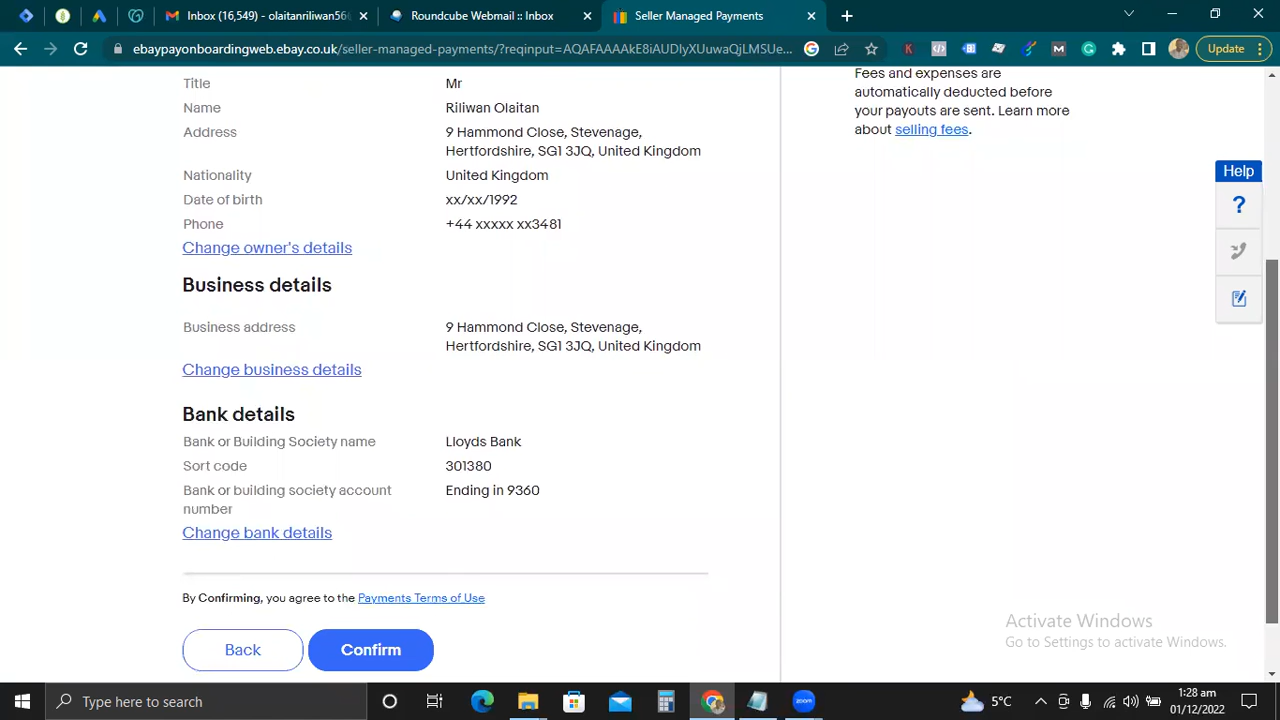 Inbox (16,549) - olaitanriliwan56
Roundcube Webmail :: Inbox
Seller Managed Payments
ebaypayonboardingweb.ebay.co.uk/seller-managed-payments/?reqinput=AQAFAAAAkE8iAUDIyXUuwaQjLMSUe...
Update
Title Mr
Name Riliwan Olaitan
Address 9 Hammond Close, Stevenage,
Hertfordshire, SG1 3JQ, United Kingdom
Nationality United Kingdom
Date of birth xx/xx/1992
Phone +44 xxxxx xx3481
Change owner's details
Business details
Business address 9 Hammond Close, Stevenage,
Hertfordshire, SG1 3JQ, United Kingdom
Change business details
Bank details
Bank or Building Society name Lloyds Bank
Sort code 301380
Bank or building society account Ending in 9360
number
Change bank details
By Confirming, you agree to the Payments Terms of Use
Back Confirm
Fees and expenses are
automatically deducted before
your payouts are sent. Learn more
about selling fees.
Help
?
Activate Windows
Go to Settings to activate Windows.
Type here to search
zoom
5°C
1:28 am
01/12/2022